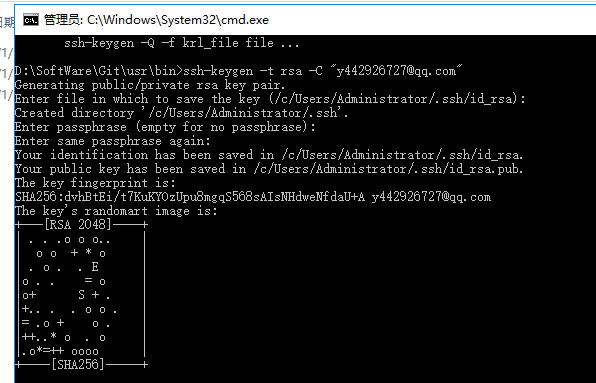 管理员: C:\Windows\System32\cmd.exe
ssh-keygen -Q -f krl_file file ...
D:\SoftWare\Git\usr\bin>ssh-keygen -t rsa -C "y442926727@qq.com"
Generating public/private rsa key pair.
Enter file in which to save the key (/c/Users/Administrator/.ssh/id_rsa):
Created directory '/c/Users/Administrator/.ssh'.
Enter passphrase (empty for no passphrase):
Enter same passphrase again:
Your identification has been saved in /c/Users/Administrator/.ssh/id_rsa.
Your public key has been saved in /c/Users/Administrator/.ssh/id_rsa.pub.
The key fingerprint is:
SHA256:dvhBtEi/t7KuKYOzUpu8mgqS568sAIsNHdweNfdaU+A y442926727@qq.com
The key's randomart image is:
+---[RSA 2048]----+
| . . .o o o..    |
|  o o  + * o     |
| . o .  . E      |
|o . .    = o     |
|o+      S + .    |
|+.. .  . o o .   |
|= .o +    o .    |
|++..* o  . o     |
|.o*=++ oooo      |
+----[SHA256]-----+